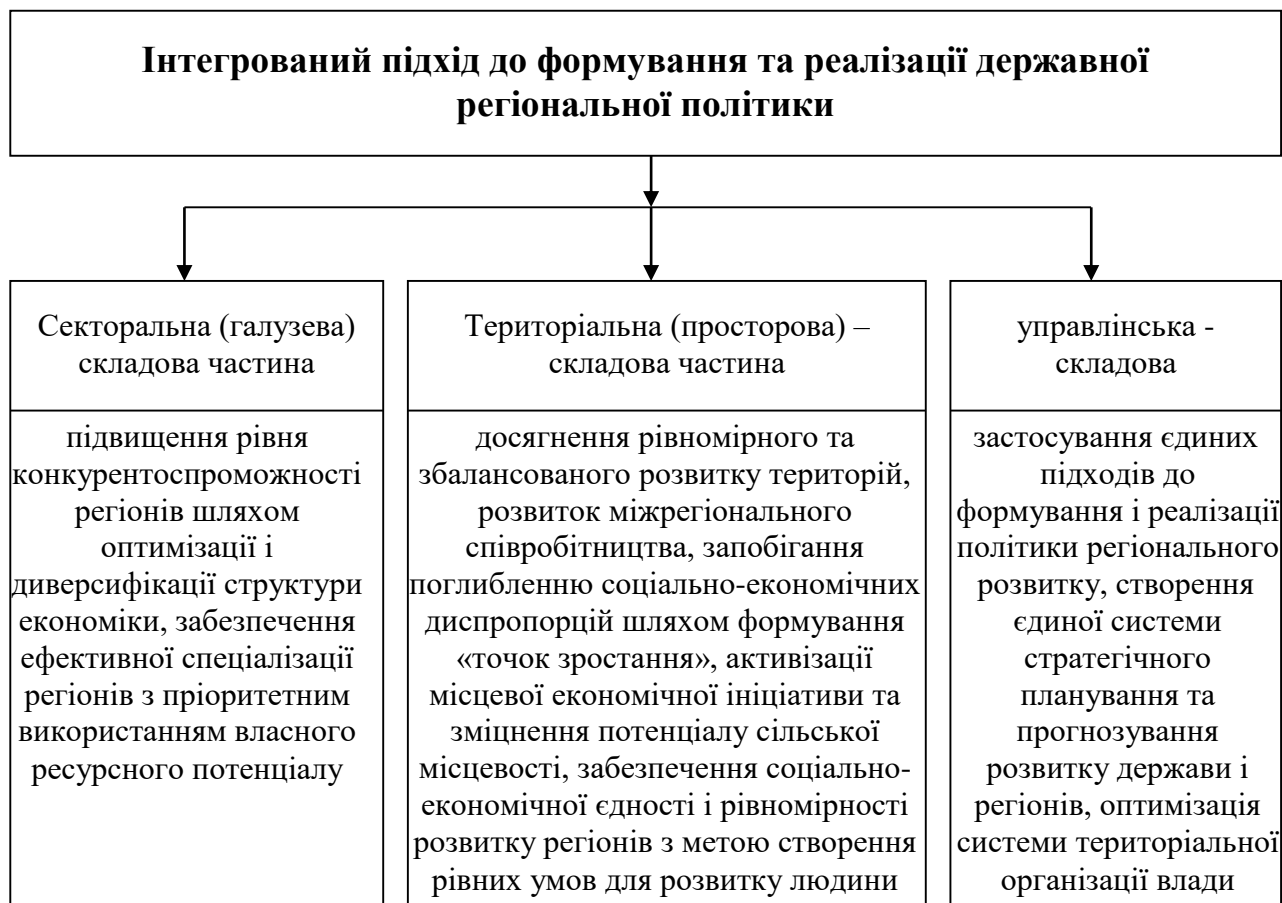 Інтегрований підхід до формування та реалізації державної
регіональної політики
Секторальна (галузева)
складова частина
підвищення рівня
конкурентоспроможності
регіонів шляхом
оптимізації і
диверсифікації структури
економіки, забезпечення
ефективної спеціалізації
регіонів з пріоритетним
використанням власного
ресурсного потенціалу
Територіальна (просторова) –
складова частина
досягнення рівномірного та
збалансованого розвитку територій,
розвиток міжрегіонального
співробітництва, запобігання
поглибленню соціально-економічних
диспропорцій шляхом формування
«точок зростання», активізації
місцевої економічної ініціативи та
зміцнення потенціалу сільської
місцевості, забезпечення соціально-
економічної єдності і рівномірності
розвитку регіонів з метою створення
рівних умов для розвитку людини
управлінська -
складова
застосування єдиних
підходів до
формування і реалізації
політики регіонального
розвитку, створення
єдиної системи
стратегічного
планування та
прогнозування
розвитку держави і
регіонів, оптимізація
системи територіальної
організації влади